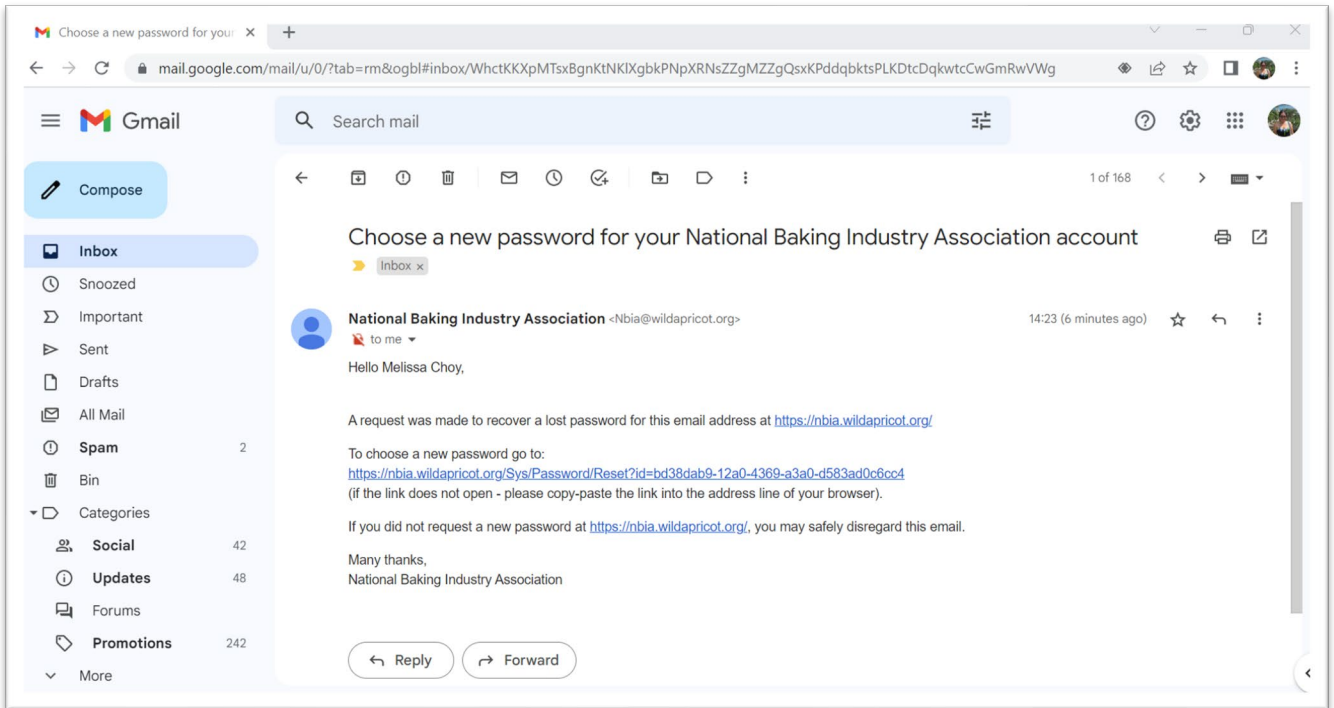 Choose a new password for your
mail.google.com/mail/u/0/?tab=rm&ogbl#inbox/WhctKKXpMTsxBgnKtNKlXgbkPNpXRNsZZgMZZgQsxKPddqbktsPLKDtcDqkwtcCwGmRwVWg
Gmail
Search mail
Compose
1 of 168
Inbox
Snoozed
Important
Sent
Drafts
All Mail
Spam 2
Bin
Categories
Social 42
Updates 48
Forums
Promotions 242
More
Choose a new password for your National Baking Industry Association account
Inbox x
National Baking Industry Association <Nbia@wildapricot.org> 14:23 (6 minutes ago)
to me
Hello Melissa Choy,
A request was made to recover a lost password for this email address at https://nbia.wildapricot.org/
To choose a new password go to:
https://nbia.wildapricot.org/Sys/Password/Reset?id=bd38dab9-12a0-4369-a3a0-d583ad0c6cc4
(if the link does not open - please copy-paste the link into the address line of your browser).
If you did not request a new password at https://nbia.wildapricot.org/, you may safely disregard this email.
Many thanks,
National Baking Industry Association
Reply
Forward